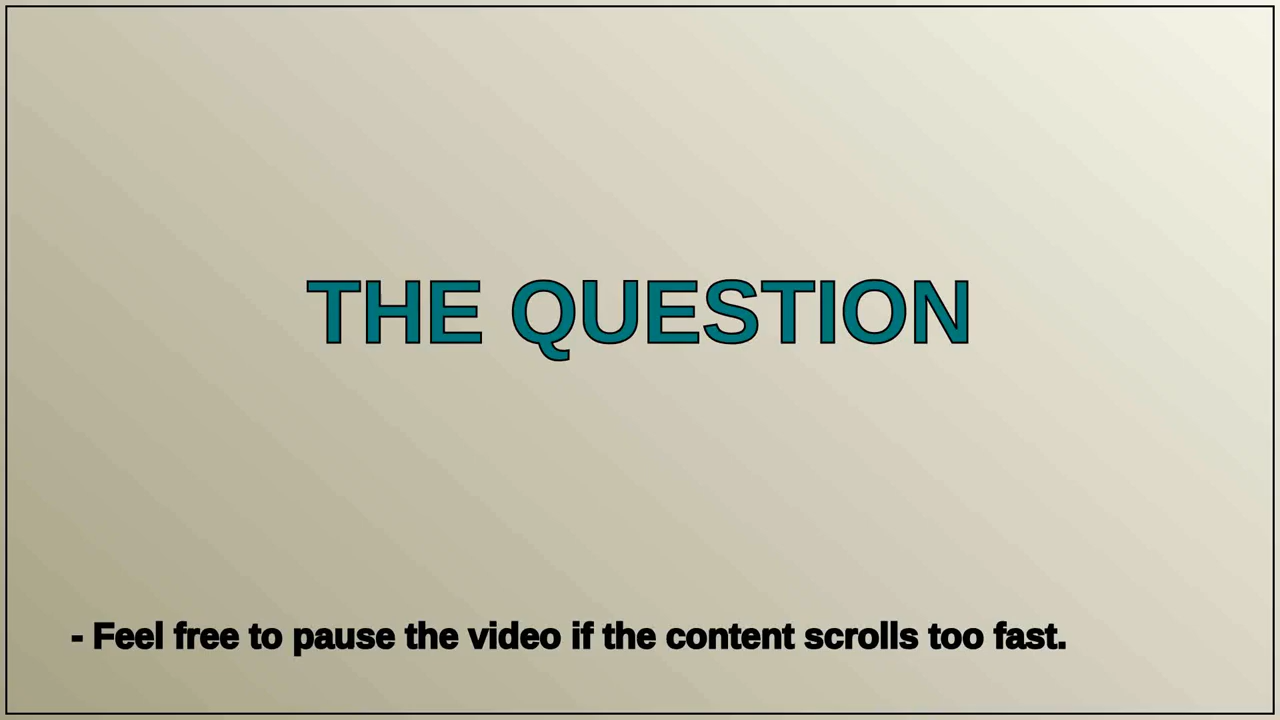 THE QUESTION
- Feel free to pause the video if the content scrolls too fast.